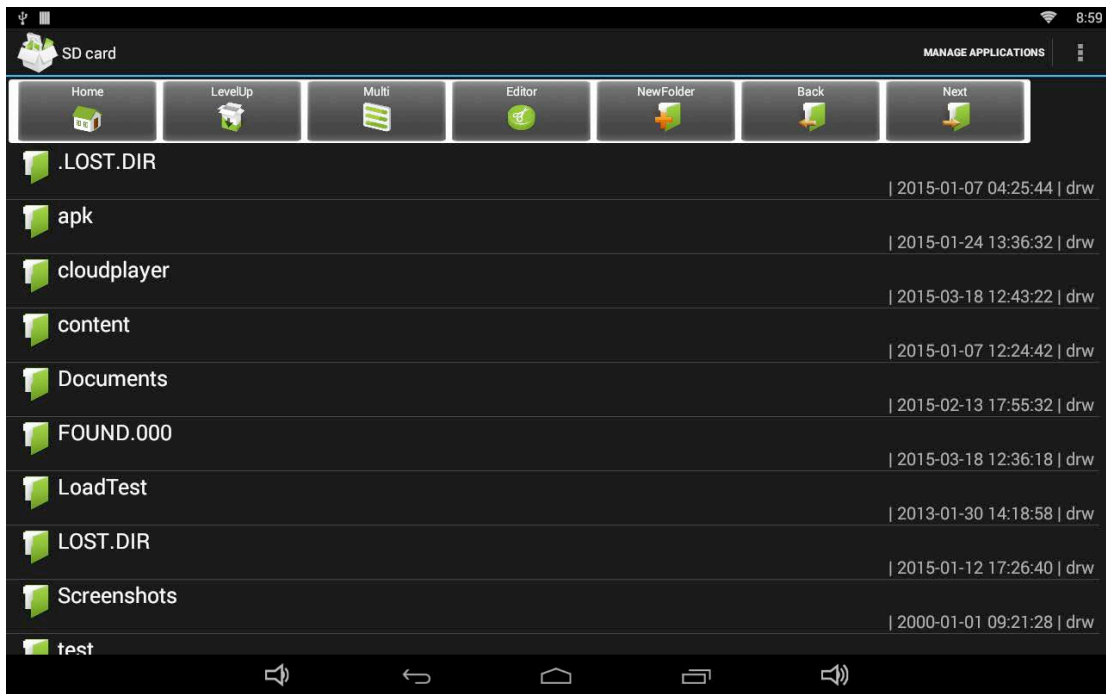 8:59
SD card MANAGE APPLICATIONS
Home LevelUp Multi Editor NewFolder Back Next
.LOST.DIR
| 2015-01-07 04:25:44 | drw
apk
| 2015-01-24 13:36:32 | drw
cloudplayer
| 2015-03-18 12:43:22 | drw
content
| 2015-01-07 12:24:42 | drw
Documents
| 2015-02-13 17:55:32 | drw
FOUND.000
| 2015-03-18 12:36:18 | drw
LoadTest
| 2013-01-30 14:18:58 | drw
LOST.DIR
| 2015-01-12 17:26:40 | drw
Screenshots
| 2000-01-01 09:21:28 | drw
test